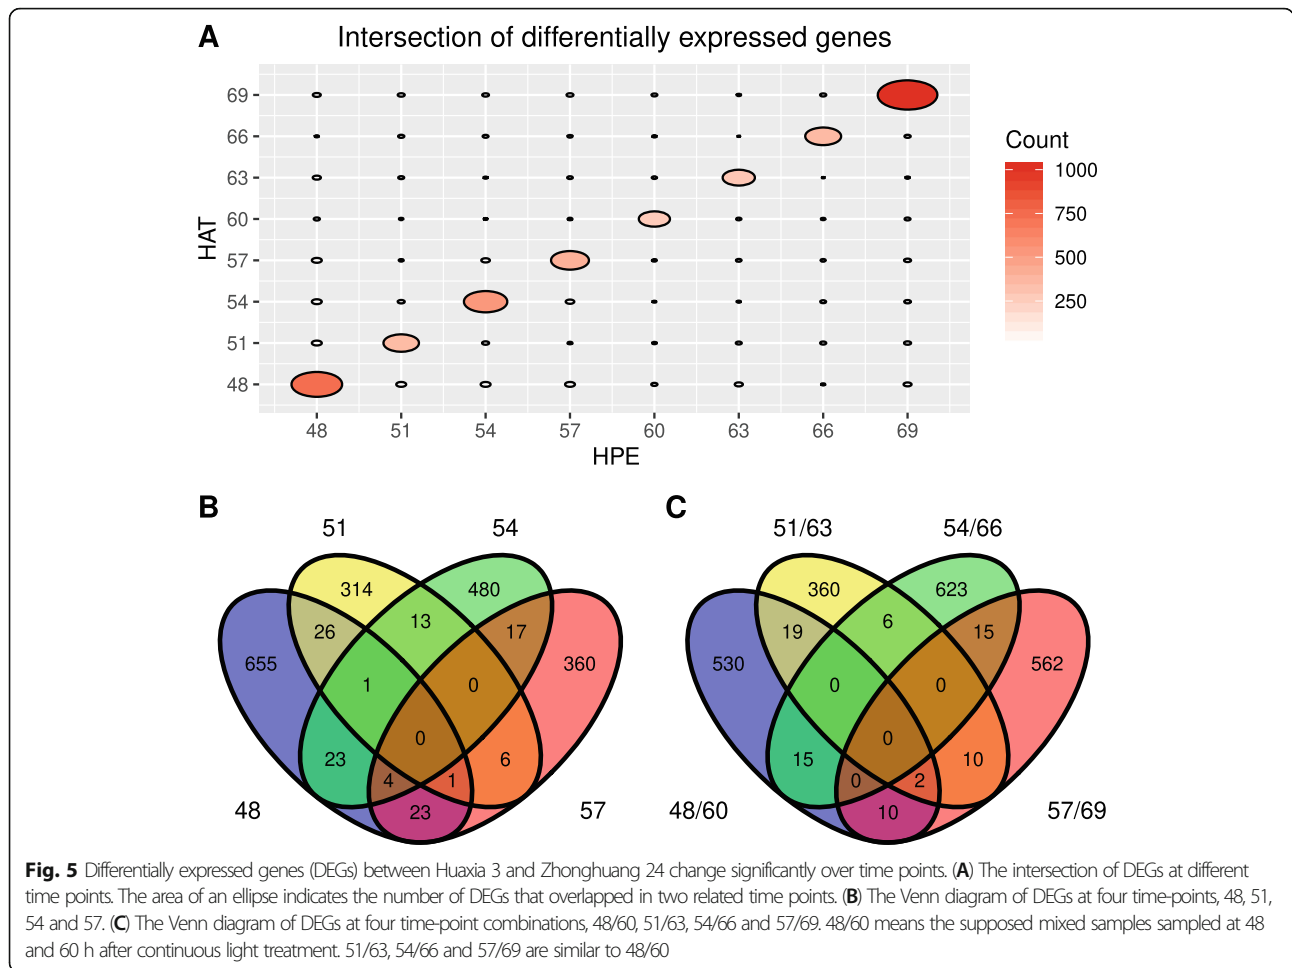 A
Intersection of differentially expressed genes
69
66
63
60
57
54
51
48
HAT
48 51 54 57 60 63 66 69
HPE
Count
1000
750
500
250
B
51 54
314 480
26 13 17
655 360
1 0
0
23 6
4 1
48 57
23
C
51/63 54/66
360 623
19 6 15
530 562
0 0
0
15 10
0 2
48/60 57/69
10
Fig. 5 Differentially expressed genes (DEGs) between Huaxia 3 and Zhonghuang 24 change significantly over time points. (A) The intersection of DEGs at different
time points. The area of an ellipse indicates the number of DEGs that overlapped in two related time points. (B) The Venn diagram of DEGs at four time-points, 48, 51,
54 and 57. (C) The Venn diagram of DEGs at four time-point combinations, 48/60, 51/63, 54/66 and 57/69. 48/60 means the supposed mixed samples sampled at 48
and 60 h after continuous light treatment. 51/63, 54/66 and 57/69 are similar to 48/60